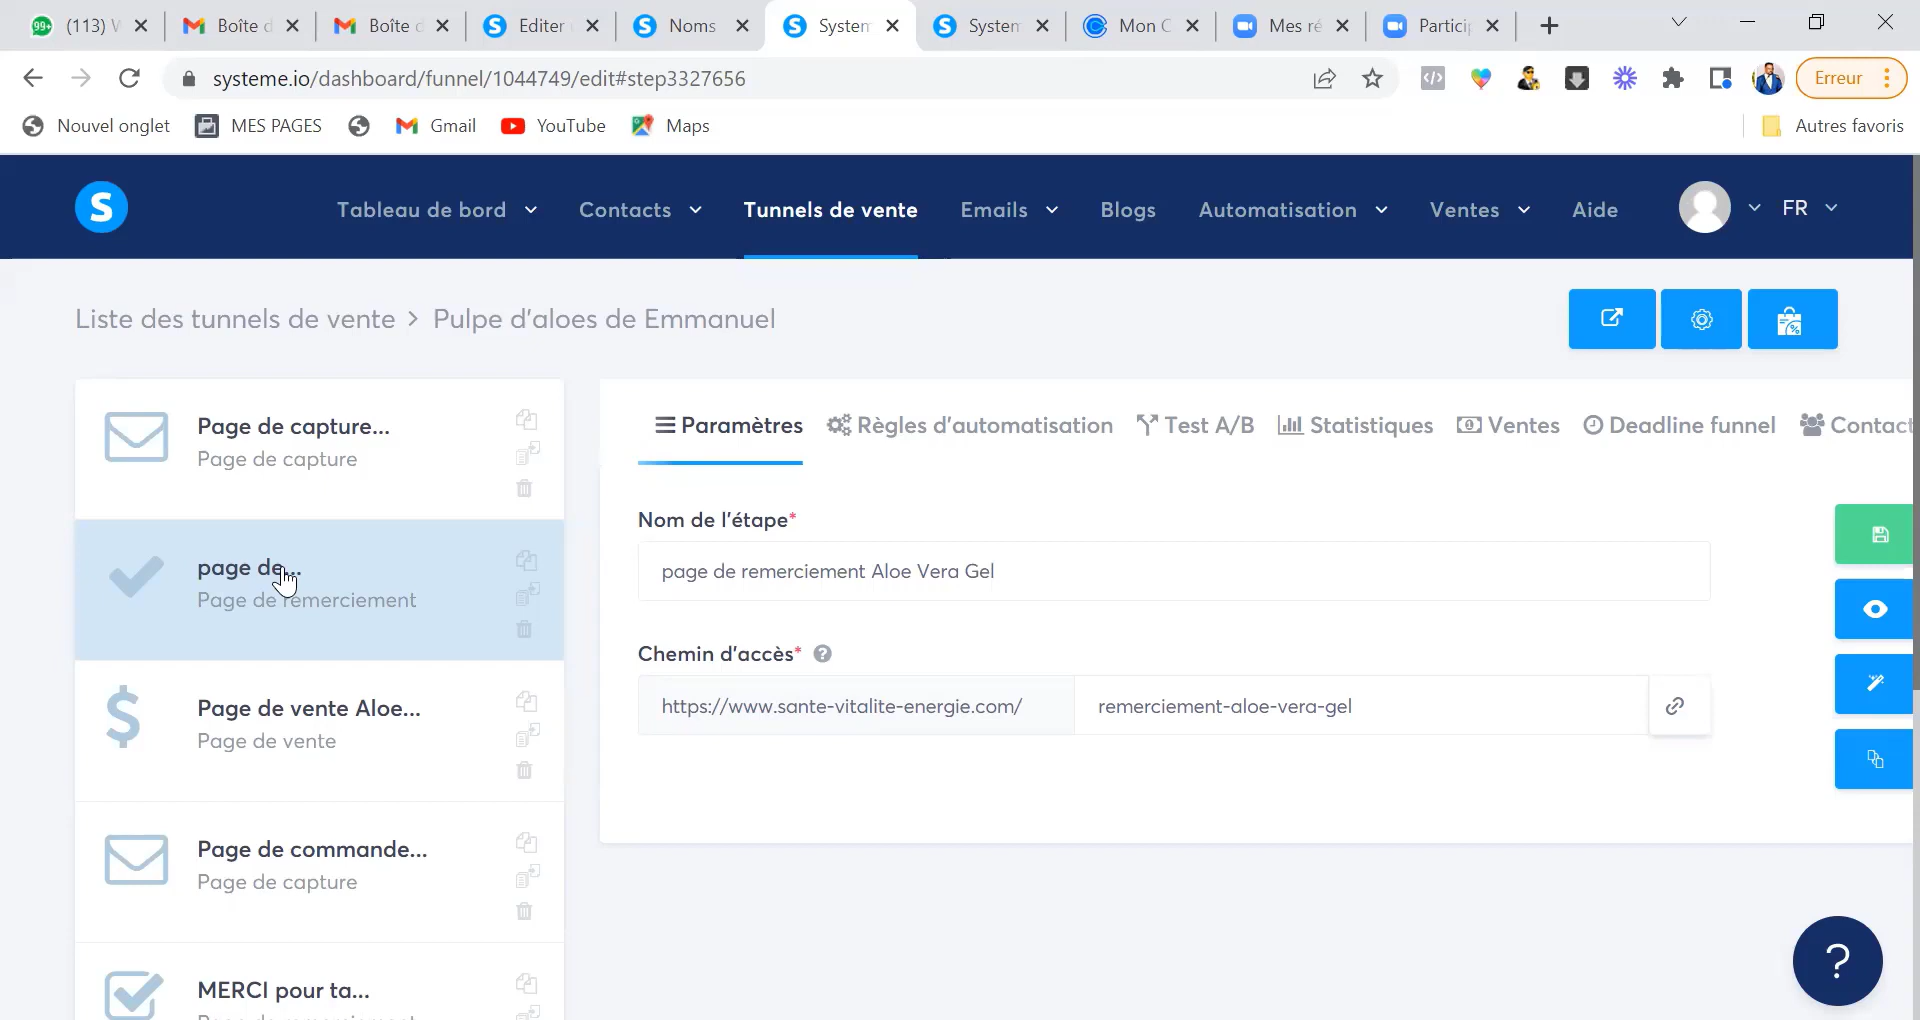 99+ (113) W
Boîte d
Boîte d
Editer
Noms
System
System
Mon C
Mes ré
Particip
systeme.io/dashboard/funnel/1044749/edit#step3327656
Erreur
Nouvel onglet
MES PAGES
Gmail
YouTube
Maps
Autres favoris
S
Tableau de bord
Contacts
Tunnels de vente
Emails
Blogs
Automatisation
Ventes
Aide
FR
Liste des tunnels de vente > Pulpe d'aloes de Emmanuel
Page de capture...
Page de capture
page de...
Page de remerciement
Page de vente Aloe...
Page de vente
Page de commande...
Page de capture
MERCI pour ta...
Page de remerciement
Paramètres
Règles d'automatisation
Test A/B
Statistiques
Ventes
Deadline funnel
Contact
Nom de l'étape*
page de remerciement Aloe Vera Gel
Chemin d'accès* ?
https://www.sante-vitalite-energie.com/
remerciement-aloe-vera-gel
?